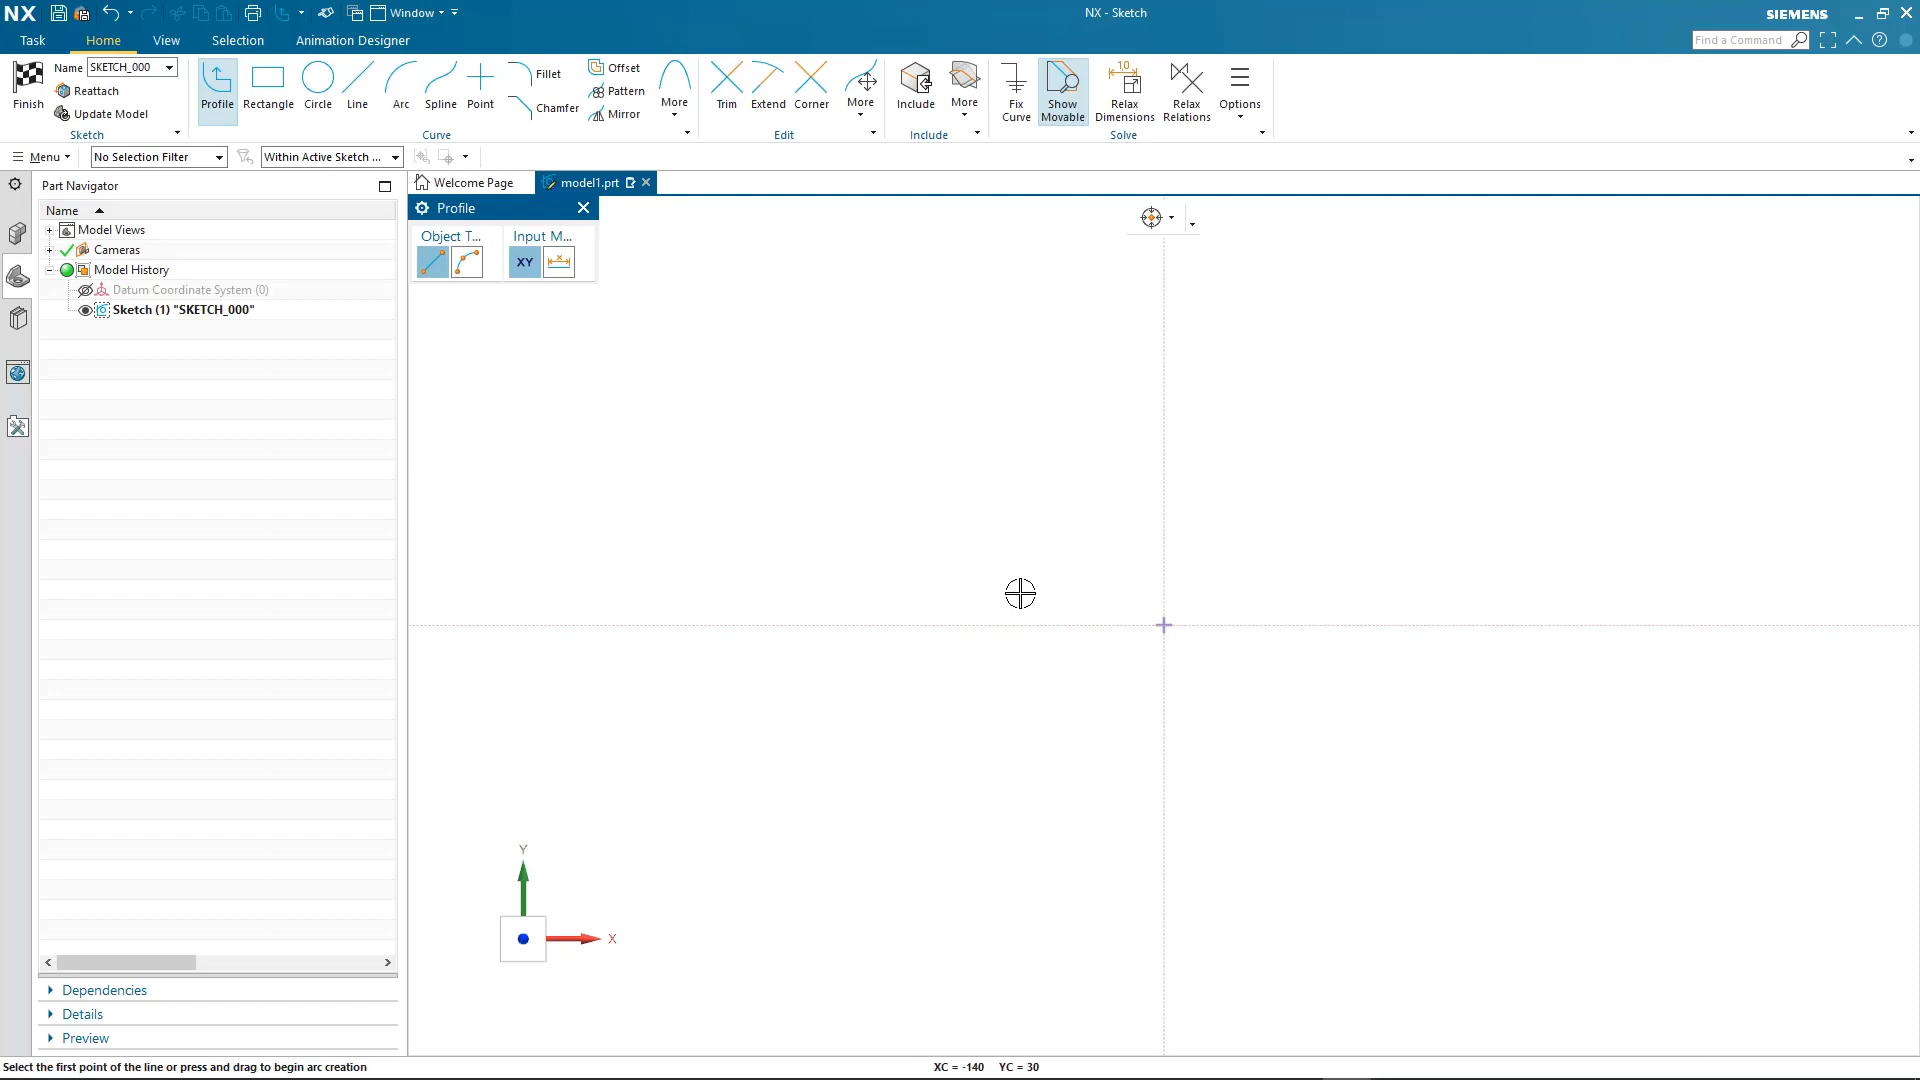 NX
Window
NX - Sketch
SIEMENS
Task
Home
View
Selection
Animation Designer
Find a Command
Finish
Name
SKETCH_000
Reattach
Update Model
Sketch
Profile
Rectangle
Circle
Line
Arc
Spline
Point
Fillet
Chamfer
Offset
Pattern
Mirror
More
Curve
Trim
Extend
Corner
More
Edit
Include
More
Include
Fix
Curve
Show
Movable
1,0
Relax
Dimensions
Relax
Relations
Options
Solve
Menu
No Selection Filter
Within Active Sketch ...
Part Navigator
Welcome Page
model1.prt
Profile
Object T...
Input M...
XY
Name
Model Views
Cameras
Model History
Datum Coordinate System (0)
Sketch (1) "SKETCH_000"
Y
X
Dependencies
Details
Preview
Select the first point of the line or press and drag to begin arc creation
XC = -140 YC = 30